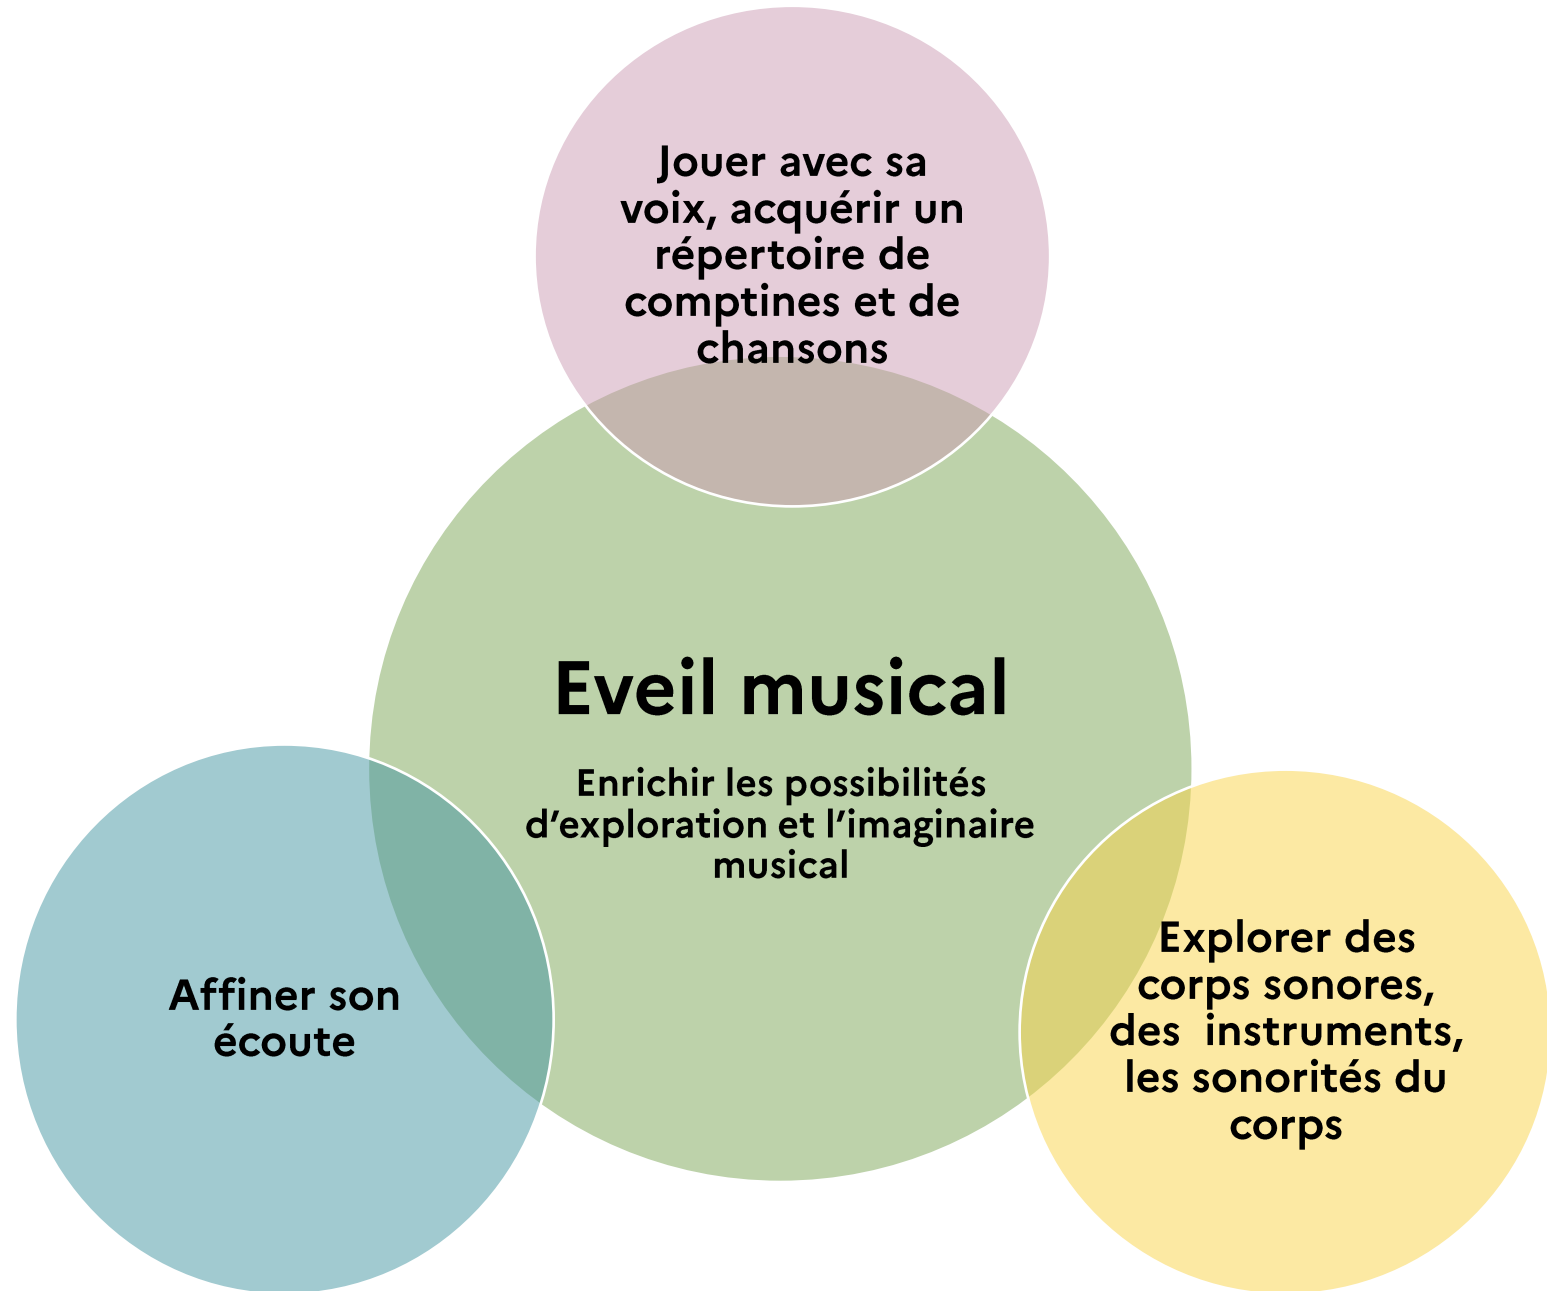 Jouer avec sa
voix, acquérir un
répertoire de
comptines et de
chansons
Eveil musical
Enrichir les possibilités
d’exploration et l’imaginaire
musical
Affiner son
écoute
Explorer des
corps sonores,
des  instruments,
les sonorités du
corps